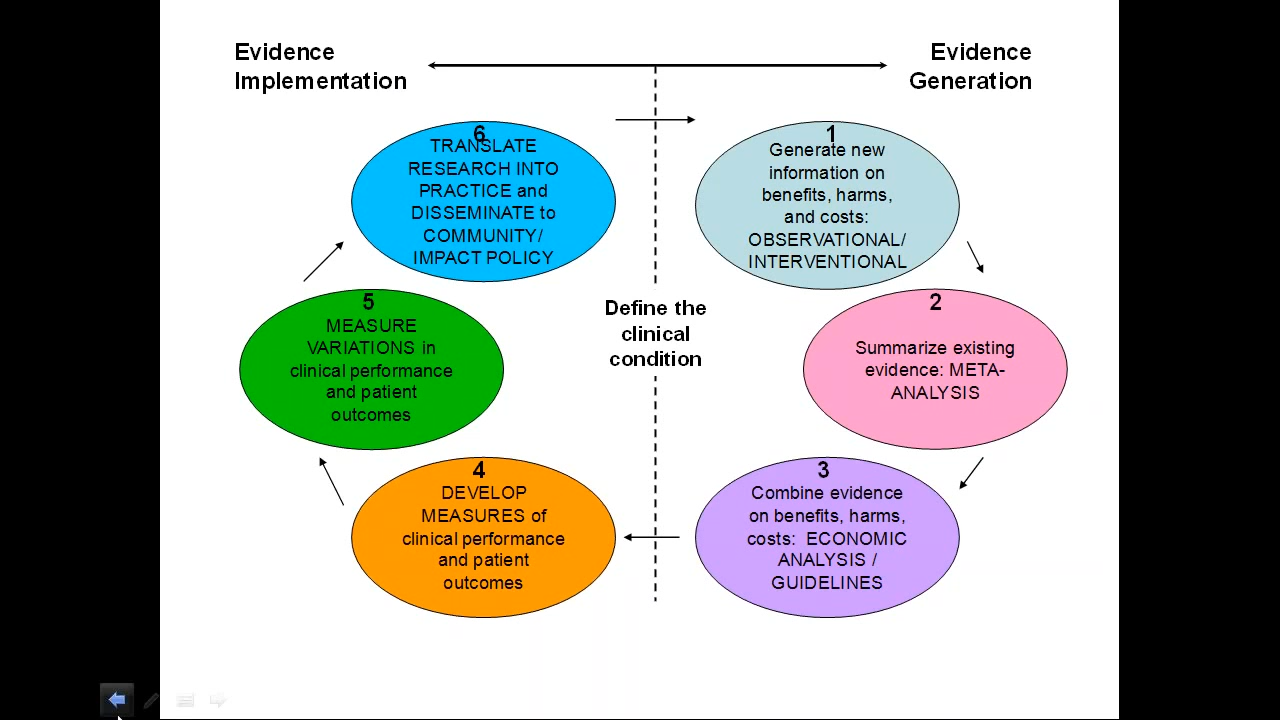 Evidence
Implementation
Evidence
Generation
6
TRANSLATE
RESEARCH INTO
PRACTICE and
DISSEMINATE to
COMMUNITY/
IMPACT POLICY
1
Generate new
information on
benefits, harms,
and costs:
OBSERVATIONAL/
INTERVENTIONAL
5
MEASURE
VARIATIONS in
clinical performance
and patient
outcomes
Define the
clinical
condition
2
Summarize existing
evidence: META-
ANALYSIS
4
DEVELOP
MEASURES of
clinical performance
and patient
outcomes
3
Combine evidence
on benefits, harms,
costs: ECONOMIC
ANALYSIS /
GUIDELINES